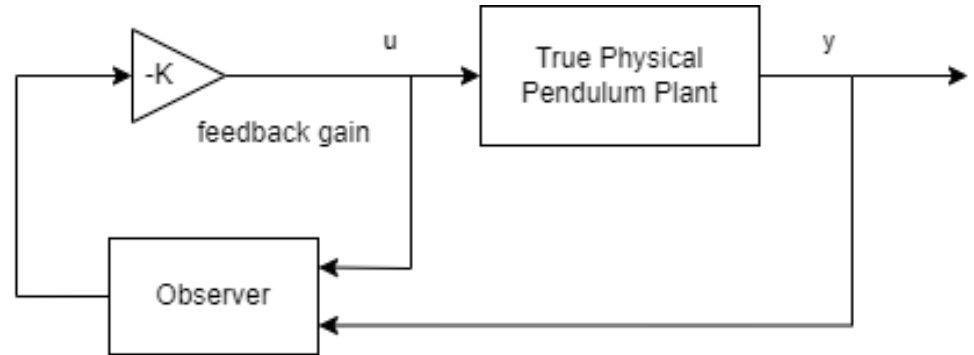 u
y
True Physical
Pendulum Plant
-K
feedback gain
Observer